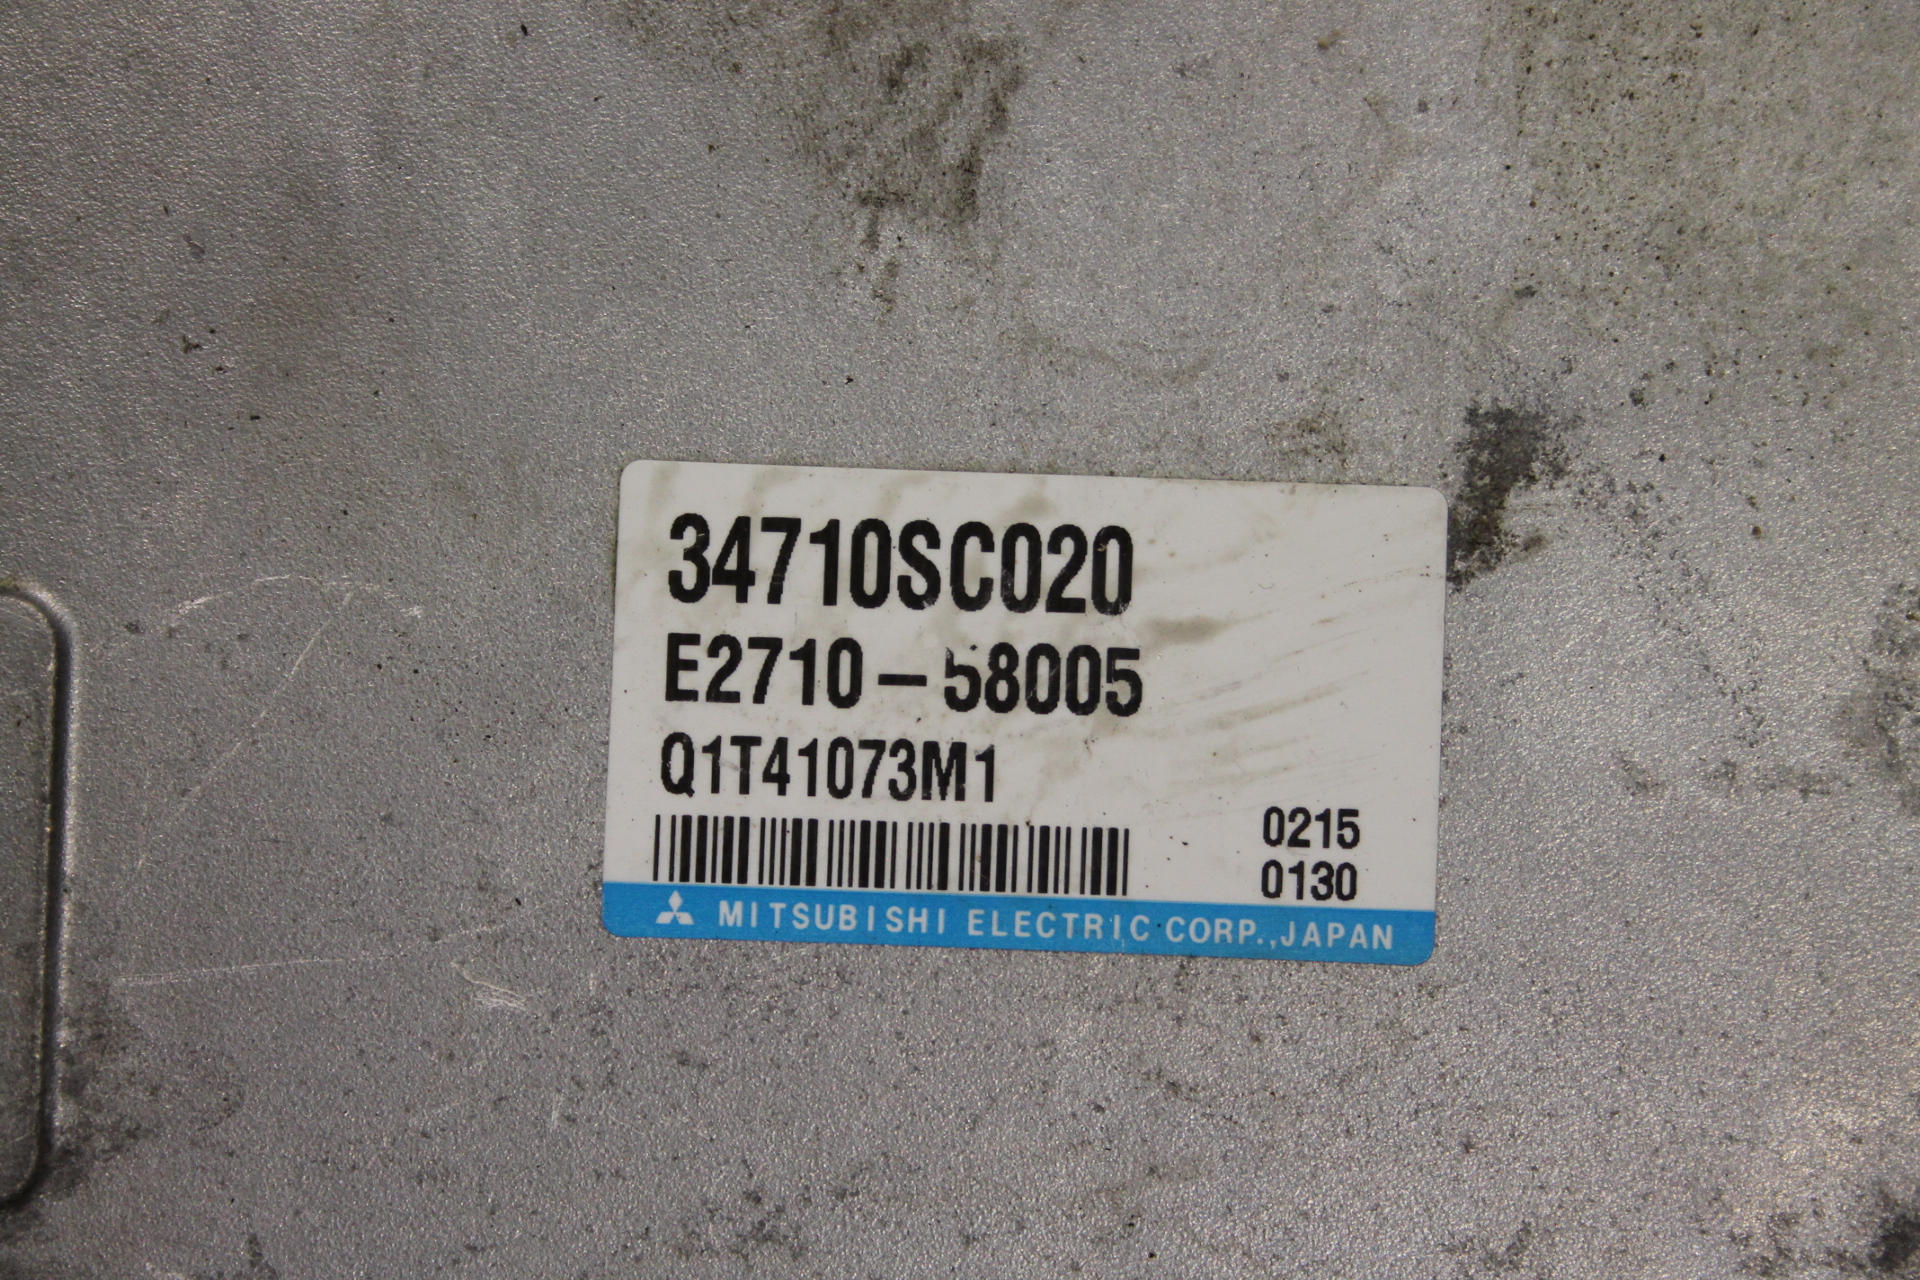 34710SC020
E2710-58005
Q1T41073M1
0215
0130
MITSUBISHI ELECTRIC CORP.,JAPAN